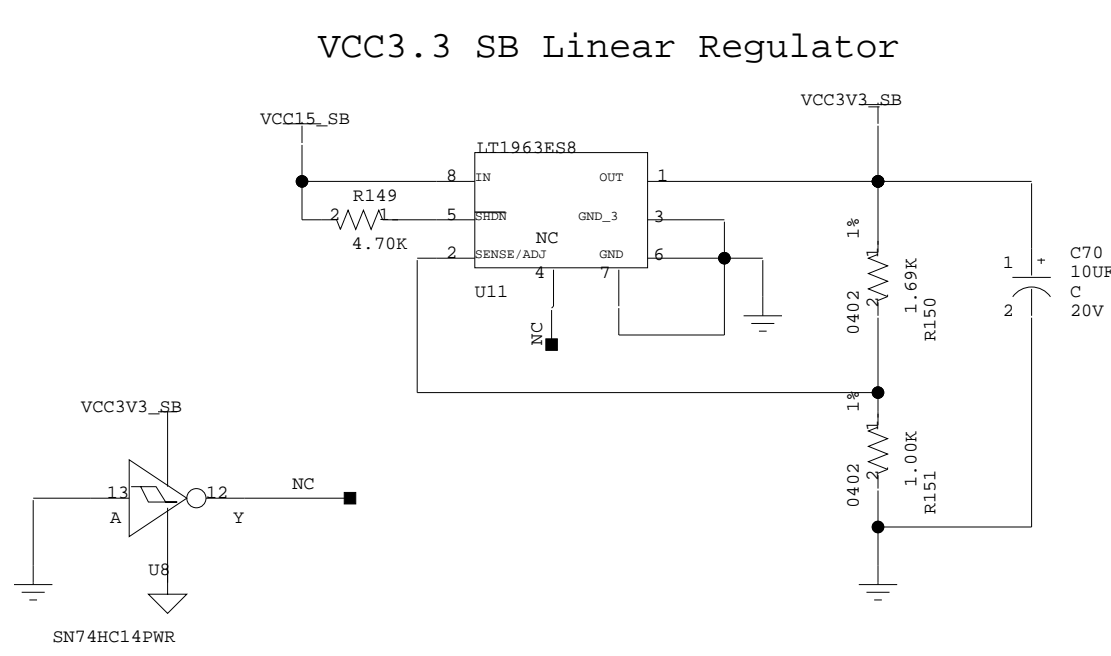 VCC3.3 SB Linear Regulator
VCC15_SB
VCC3V3_SB
LT1963ES8
8
IN
OUT
1
R149
2
1
5
SHDN
GND_3
3
4.70K
NC
2
SENSE/ADJ
GND
6
4
7
U11
NC
1%
1
2
0402
1.69K
R150
C70
1
+
10UF
C
2
20V
1%
1
2
0402
1.00K
R151
VCC3V3_SB
13
12
NC
A
Y
U8
SN74HC14PWR